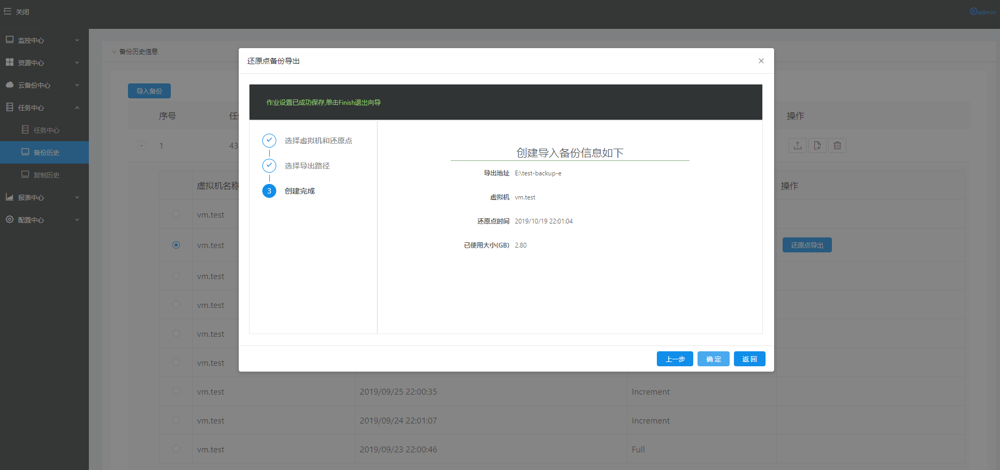 关闭
admin
监控中心
资源中心
云备份中心
任务中心
任务中心
备份历史
复制历史
报表中心
配置中心
备份历史信息
导入备份
序号
操作
- 1 43
虚拟机名称
操作
vm.test
vm.test
还原点导出
vm.test
vm.test
vm.test
vm.test
vm.test 2019/09/25 22:00:35 Increment
vm.test 2019/09/24 22:01:07 Increment
vm.test 2019/09/23 22:00:46 Full
还原点备份导出
×
作业设置已成功保存,单击Finish退出向导
选择虚拟机和还原点
选择导出路径
3 创建完成
创建导入备份信息如下
导出地址 E:\test-backup-e
虚拟机 vm.test
还原点时间 2019/10/19 22:01:04
已使用大小(GB) 2.80
上一步 确 定 返 回